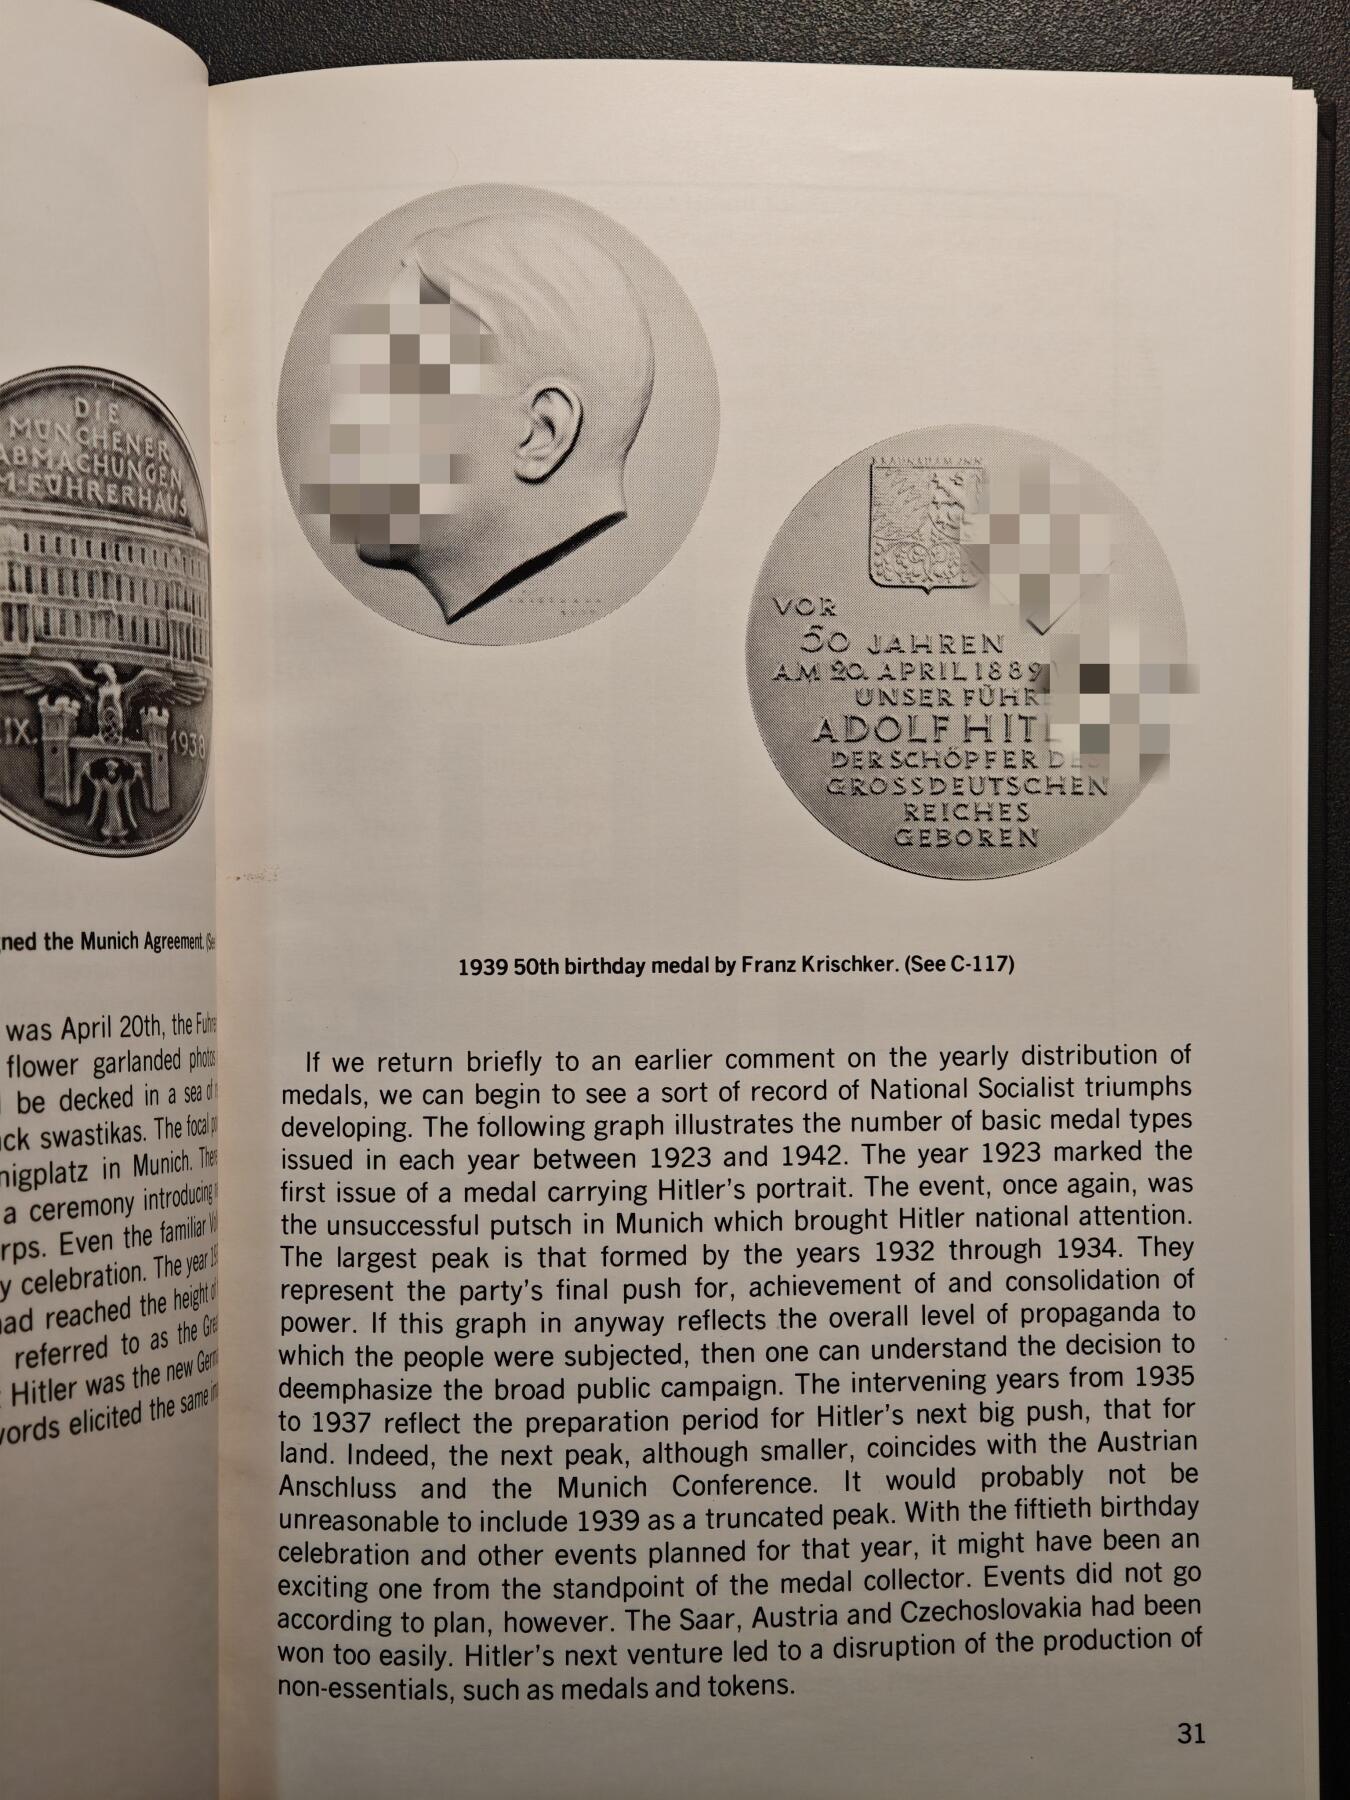 DIE
MÜNCHENER
ABMACHUNGEN
FÜHRERHAUS
IX. 1938
the Munich Agreement.
was April 20th, the
flower garlanded
be decked in a sea of
swastikas. The focal
in Munich. There
a ceremony introducing
Even the familiar
celebration. The year
reached the height of
referred to as the
Hitler was the new
elicited the same
BRAUNAU AM INN
VOR
50 JAHREN
AM 20. APRIL 1889
UNSER
ADOLF
DER SCHÖPFER
GROSSDEUTSCHEN
REICHES
GEBOREN
1939 50th birthday medal by Franz Krischker. (See C-117)
If we return briefly to an earlier comment on the yearly distribution of
medals, we can begin to see a sort of record of National Socialist triumphs
developing. The following graph illustrates the number of basic medal types
issued in each year between 1923 and 1942. The year 1923 marked the
first issue of a medal carrying Hitler's portrait. The event, once again, was
the unsuccessful putsch in Munich which brought Hitler national attention.
The largest peak is that formed by the years 1932 through 1934. They
represent the party's final push for, achievement of and consolidation of
power. If this graph in anyway reflects the overall level of propaganda to
which the people were subjected, then one can understand the decision to
deemphasize the broad public campaign. The intervening years from 1935
to 1937 reflect the preparation period for Hitler's next big push, that for
land. Indeed, the next peak, although smaller, coincides with the Austrian
Anschluss and the Munich Conference. It would probably not be
unreasonable to include 1939 as a truncated peak. With the fiftieth birthday
celebration and other events planned for that year, it might have been an
exciting one from the standpoint of the medal collector. Events did not go
according to plan, however. The Saar, Austria and Czechoslovakia had been
won too easily. Hitler's next venture led to a disruption of the production of
non-essentials, such as medals and tokens.
31